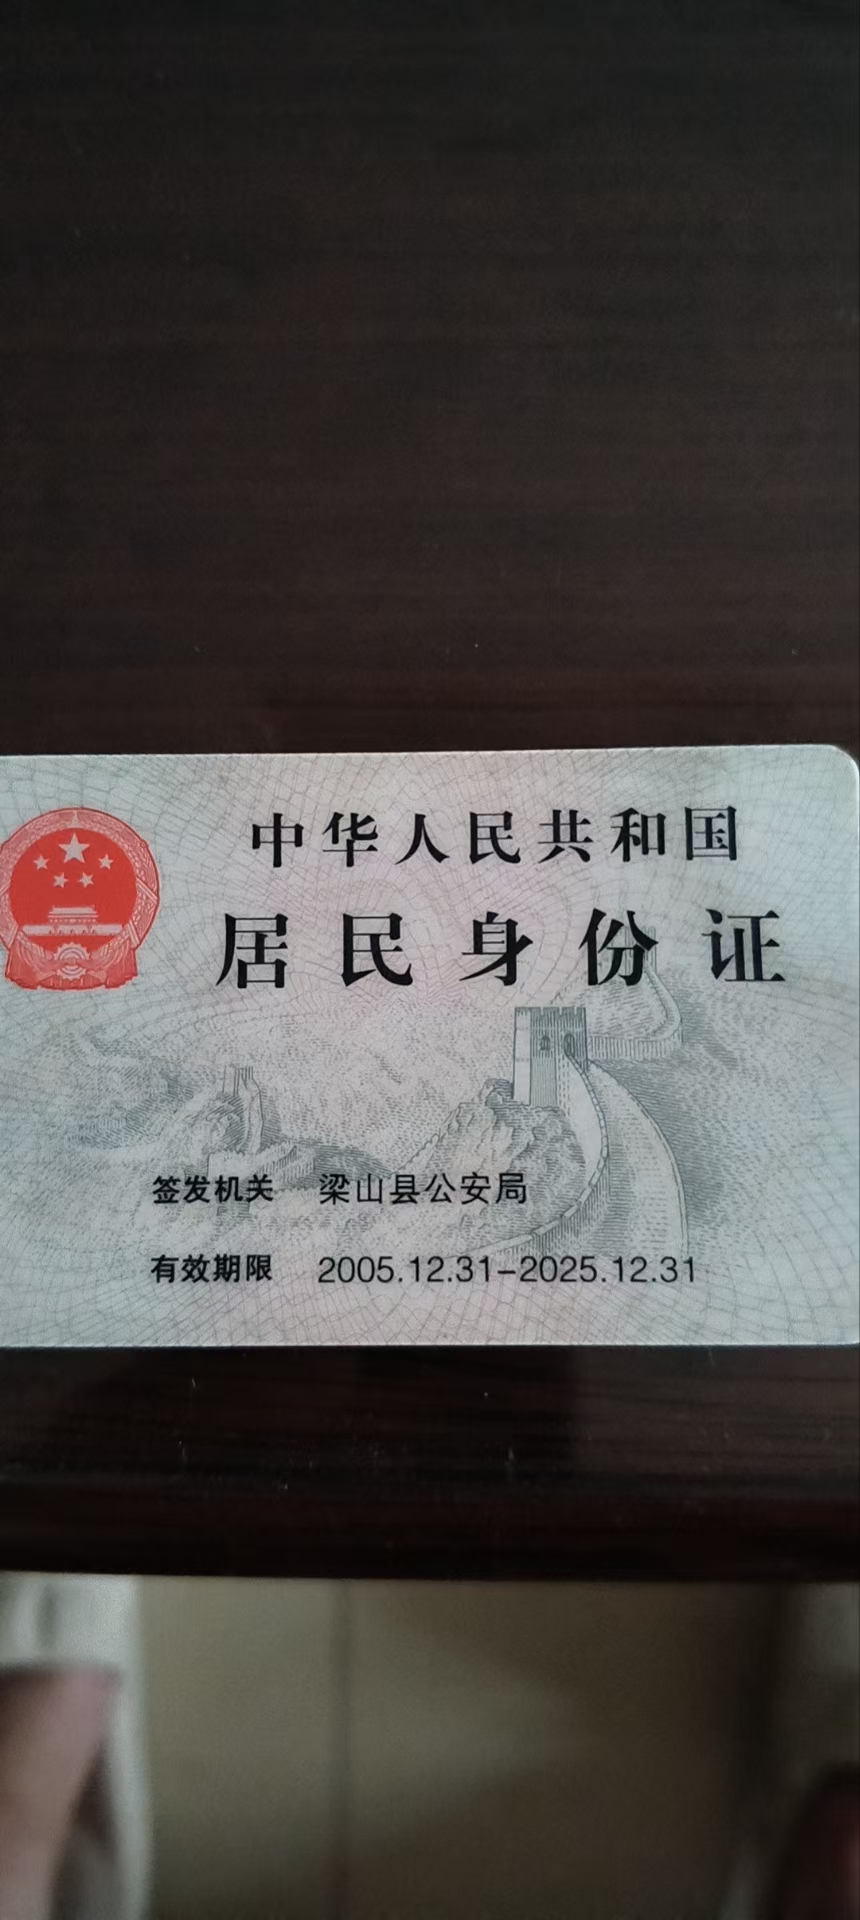 中华人民共和国
居民身份证
签发机关 梁山县公安局
有效期限 2005.12.31-2025.12.31